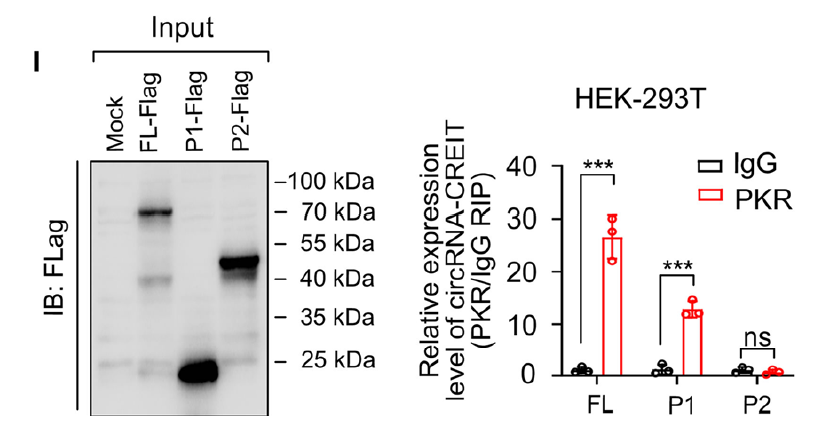 I
Input
Mock
FL-Flag
P1-Flag
P2-Flag
IB: FLag
100 kDa
70 kDa
55 kDa
40 kDa
35 kDa
25 kDa
HEK-293T
Relative expression
level of circRNA-CREIT
(PKR/IgG RIP)
40
30
20
10
0
IgG
PKR
***
***
ns
FL
P1
P2